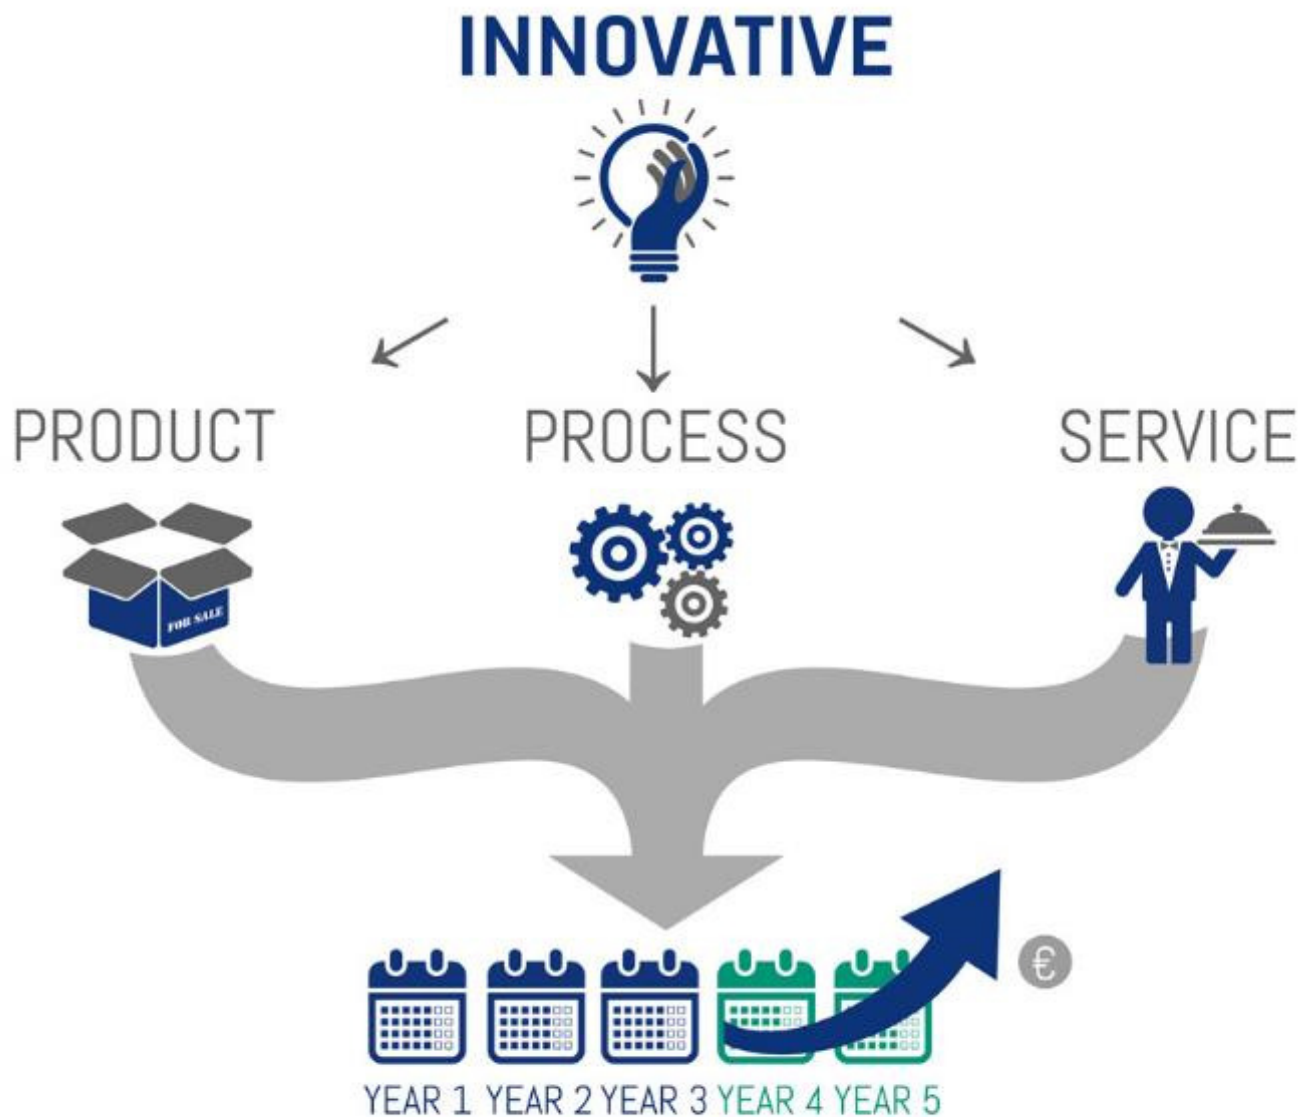 INNOVATIVE
PRODUCT PROCESS SERVICE
FOR SALE
€
YEAR 1 YEAR 2 YEAR 3 YEAR 4 YEAR 5